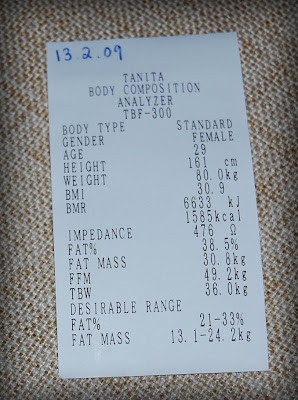 13.2.09
TANITA
BODY COMPOSITION
ANALYZER
TBF-300
BODY TYPE STANDARD
GENDER FEMALE
AGE 29
HEIGHT 161 cm
WEIGHT 80.0kg
BMI 30.9
BMR 6633 kJ
1585kcal
IMPEDANCE 476 Ω
FAT% 38.5%
FAT MASS 30.8kg
FFM 49.2kg
TBW 36.0kg
DESIRABLE RANGE
FAT% 21-33%
FAT MASS 13.1-24.2kg